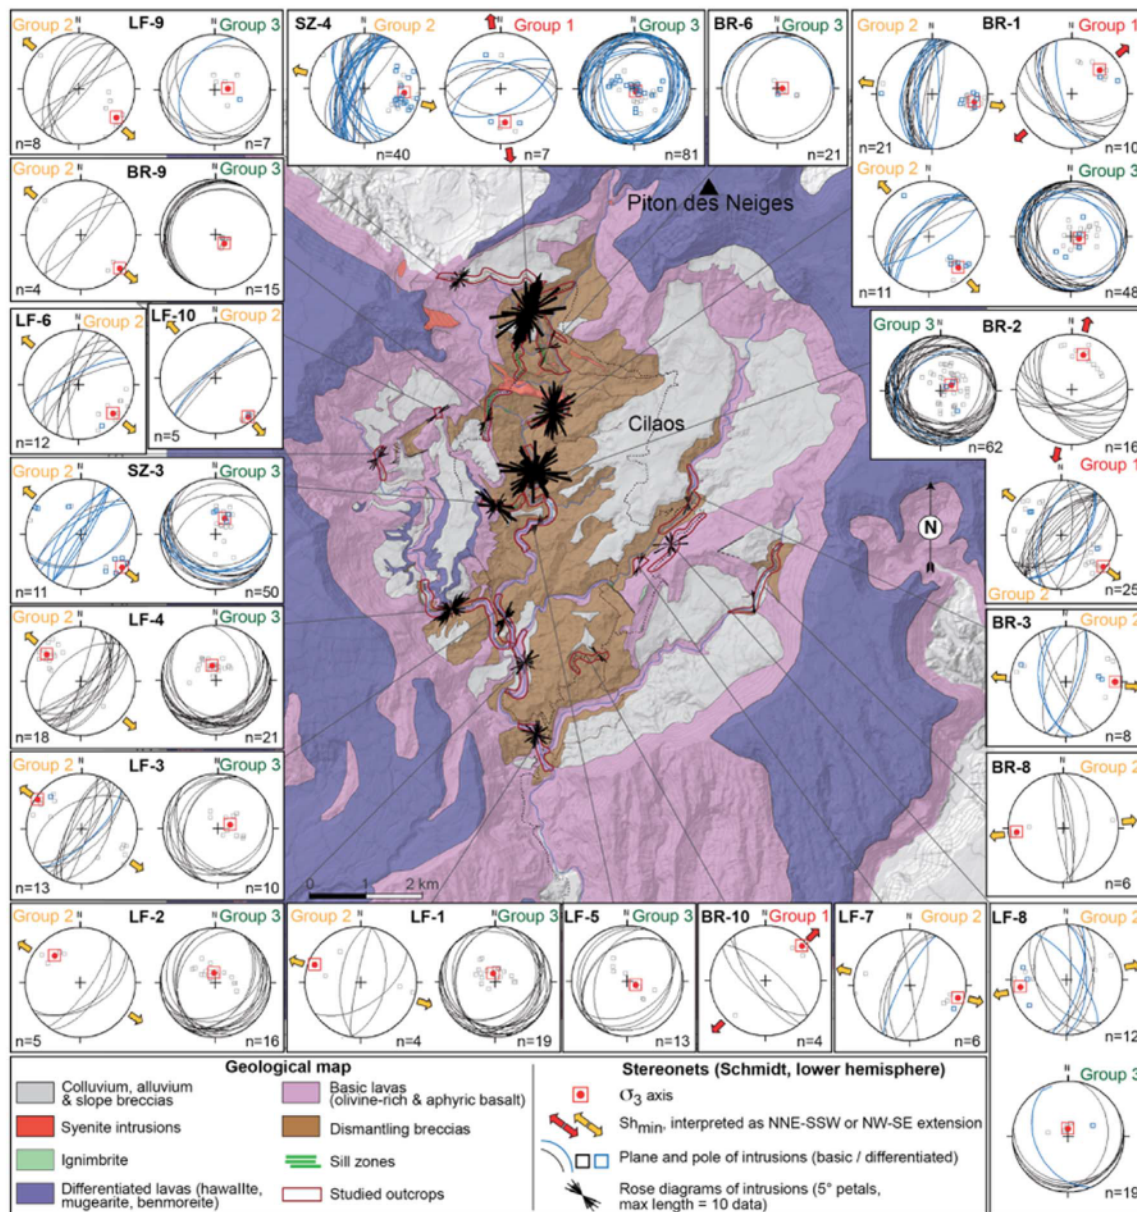 Group 2 LF-9 Group 3
N N
n=8 n=7
SZ-4 Group 2 Group 1 Group 3
N N N
n=40 n=7 n=81
BR-6 Group 3
N
n=21
BR-1 Group 2 Group 1
N N
n=21 n=10
Group 2 Group 3
N N
n=11 n=48
Group 2 BR-9 Group 3
N N
n=4 n=15
LF-6 Group 2
N
n=12
LF-10 Group 2
N
n=5
Group 3 BR-2
N N
n=62 n=16
Group 1
N
Group 2 n=25
Group 2 SZ-3 Group 3
N N
n=11 n=50
Group 2 LF-4 Group 3
N N
n=18 n=21
BR-3 Group 2
N
n=8
Group 2 LF-3 Group 3
N N
n=13 n=10
BR-8 Group 2
N
n=6
Piton des Neiges
Cilaos
N
0 1 2 km
Group 2 LF-2 Group 3
N N
n=5 n=16
Group 2 LF-1 Group 3
N N
n=4 n=19
LF-5 Group 3
N
n=13
BR-10 Group 1
N
n=4
LF-7 Group 2
N
n=6
LF-8 Group 2
N
n=12
Group 3
N
n=19
Geological map
Colluvium, alluvium
& slope breccias
Syenite intrusions
Ignimbrite
Differentiated lavas (hawaIIte,
mugearite, benmoreite)
Basic lavas
(olivine-rich & aphyric basalt)
Dismantling breccias
Sill zones
Studied outcrops
Stereonets (Schmidt, lower hemisphere)
σ3 axis
Shmin, interpreted as NNE-SSW or NW-SE extension
Plane and pole of intrusions (basic / differentiated)
Rose diagrams of intrusions (5° petals,
max length = 10 data)